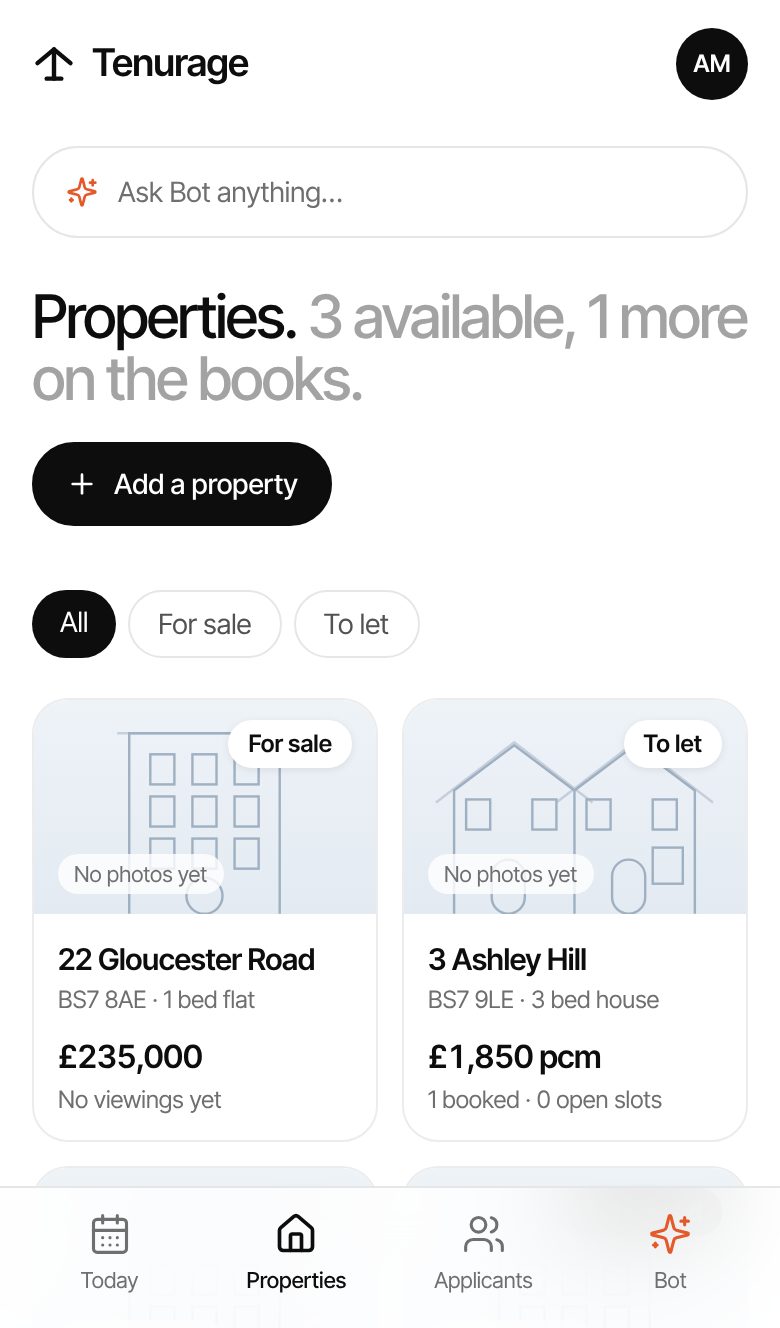 Tenurage
AM
Ask Bot anything...
Properties. 3 available, 1 more
on the books.
Add a property
All
For sale
To let
For sale
No photos yet
22 Gloucester Road
BS7 8AE · 1 bed flat
£235,000
No viewings yet
To let
No photos yet
3 Ashley Hill
BS7 9LE · 3 bed house
£1,850 pcm
1 booked · 0 open slots
Today
Properties
Applicants
Bot